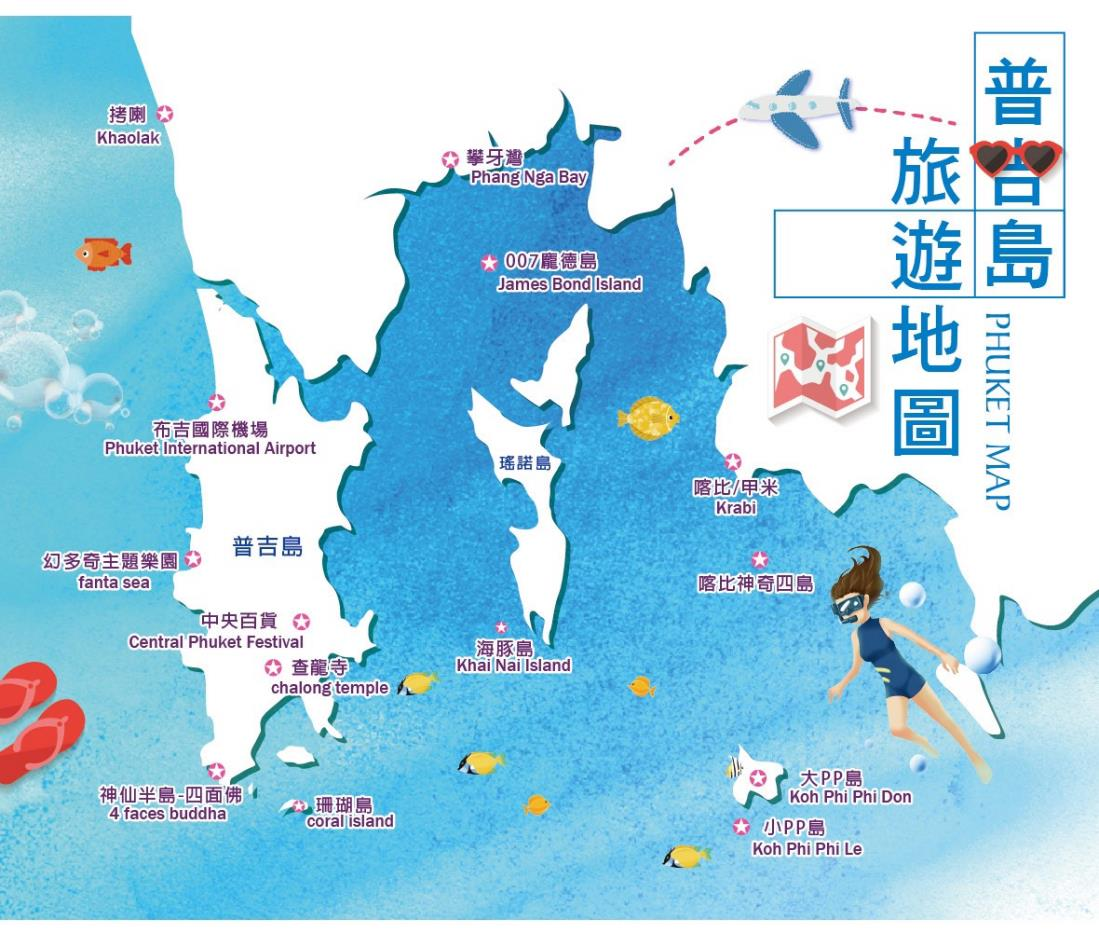 普吉島
旅遊地圖
PHUKET MAP
拷喇
Khaolak
攀牙灣
Phang Nga Bay
007龐德島
James Bond Island
布吉國際機場
Phuket International Airport
瑤諾島
喀比/甲米
Krabi
普吉島
幻多奇主題樂園
fanta sea
喀比神奇四島
中央百貨
Central Phuket Festival
海豚島
Khai Nai Island
查龍寺
chalong temple
神仙半島-四面佛
4 faces buddha
珊瑚島
coral island
大PP島
Koh Phi Phi Don
小PP島
Koh Phi Phi Le